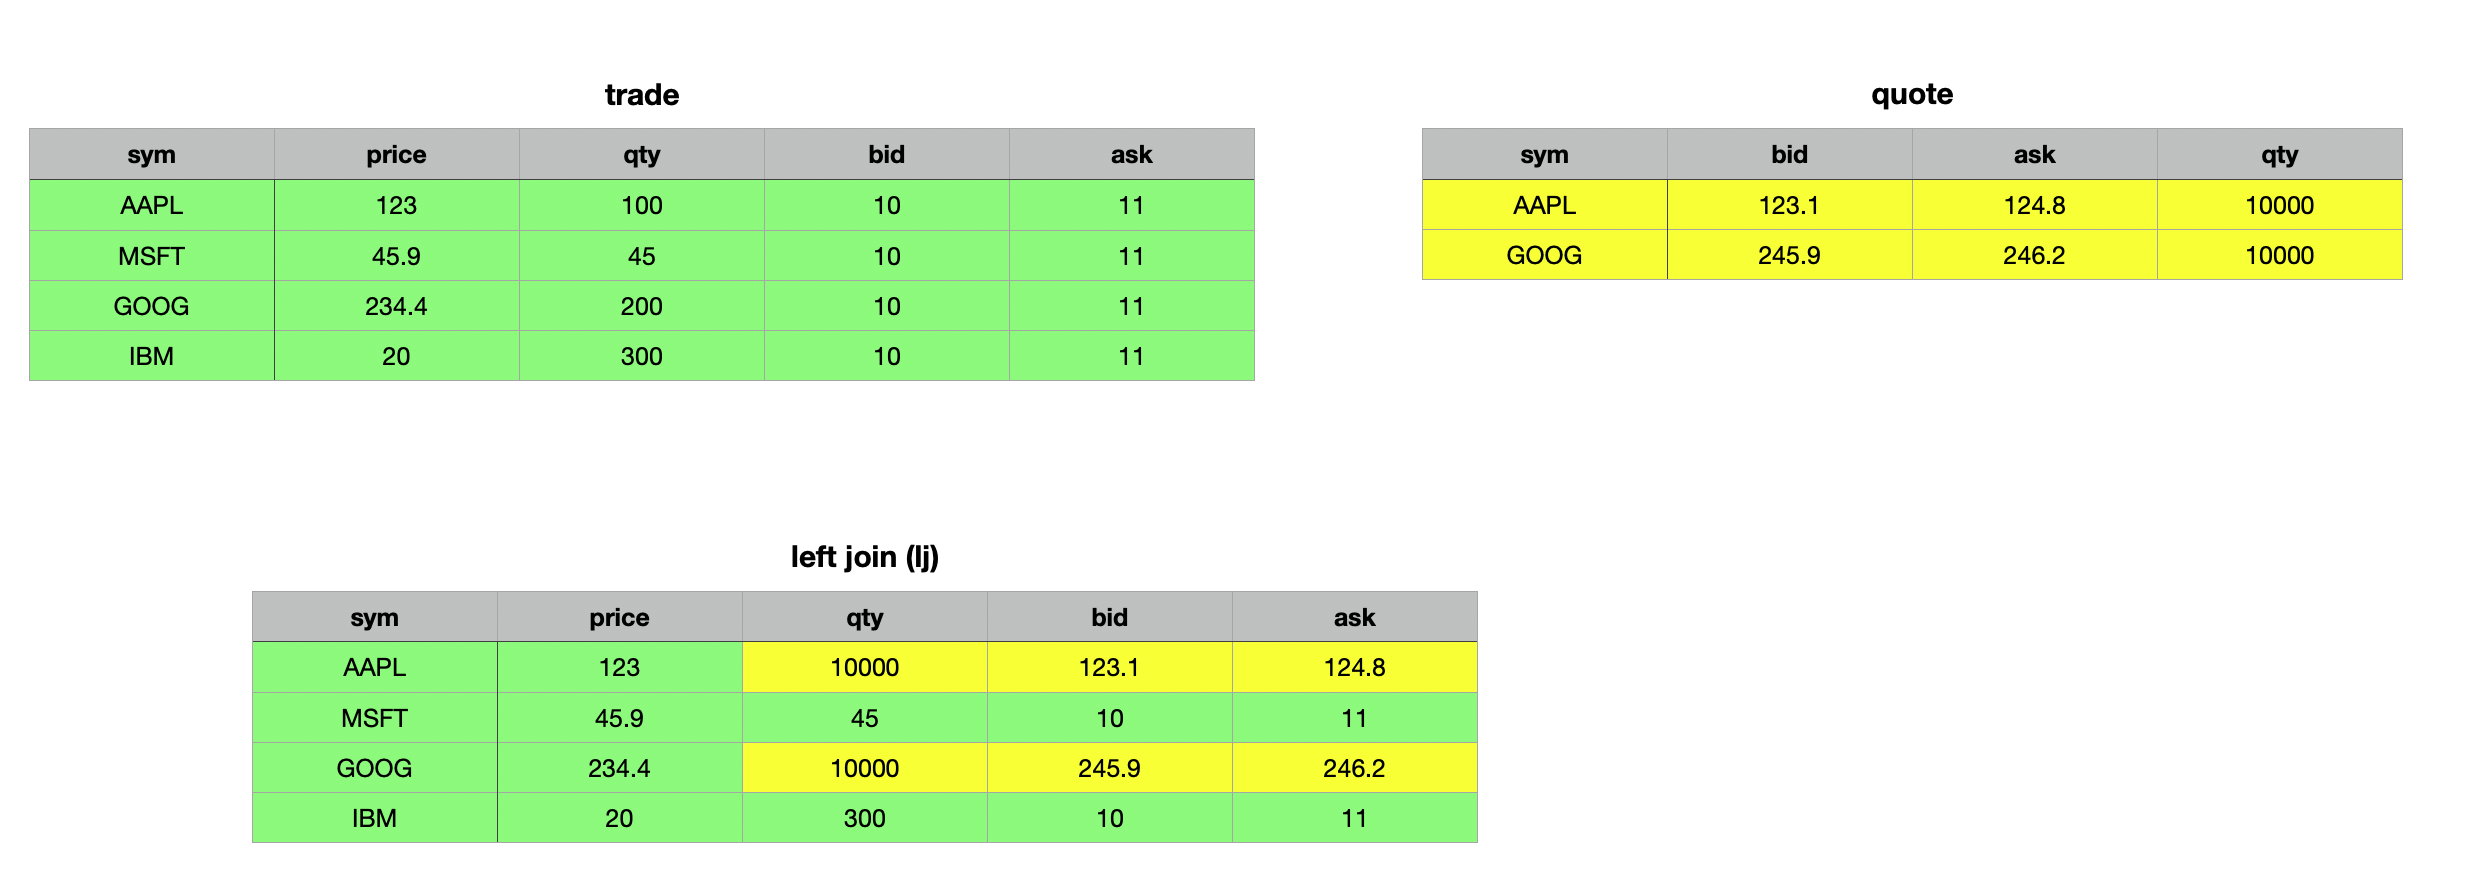 trade
sym price qty bid ask
AAPL 123 100 10 11
MSFT 45.9 45 10 11
GOOG 234.4 200 10 11
IBM 20 300 10 11
quote
sym bid ask qty
AAPL 123.1 124.8 10000
GOOG 245.9 246.2 10000
left join (lj)
sym price qty bid ask
AAPL 123 10000 123.1 124.8
MSFT 45.9 45 10 11
GOOG 234.4 10000 245.9 246.2
IBM 20 300 10 11